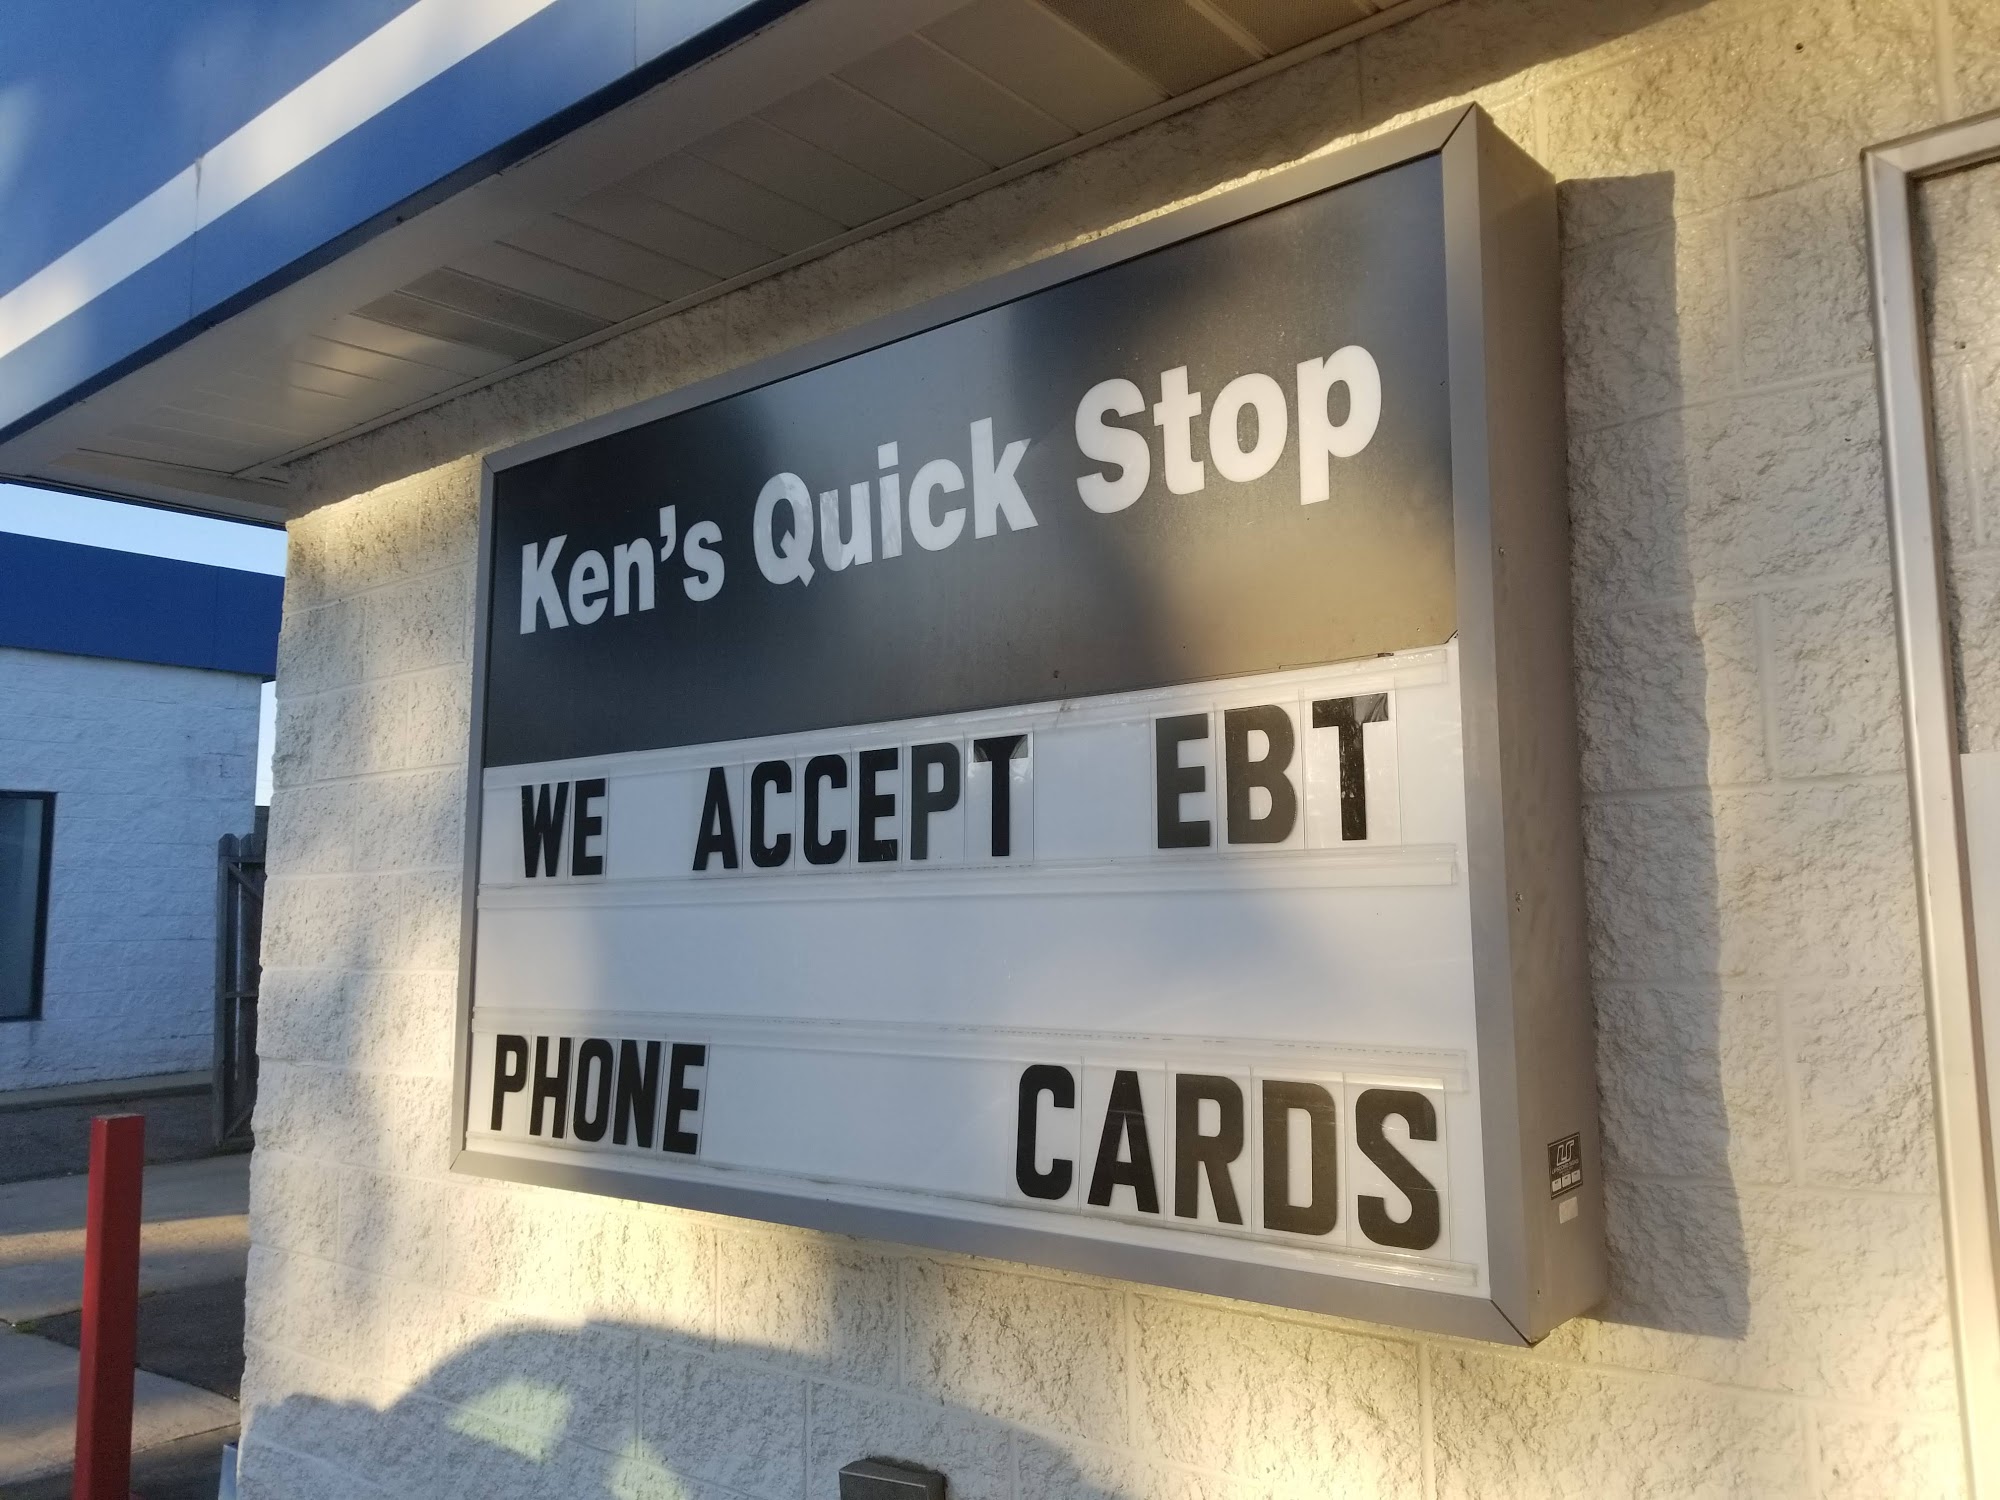 Ken's Quick Stop
WE ACCEPT EBT
PHONE CARDS